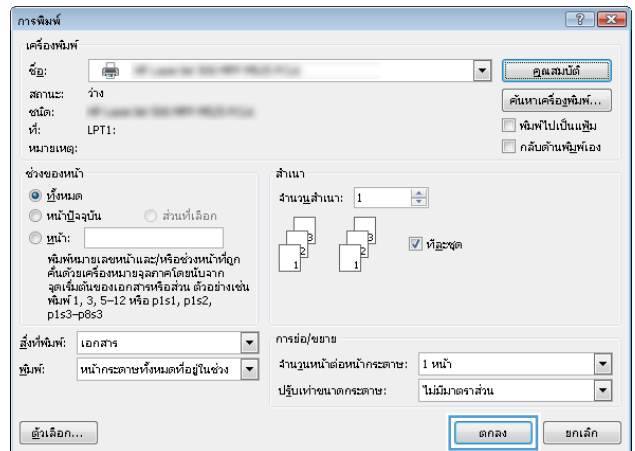 การพิมพ์
เครื่องพิมพ์
ชื่อ:
คุณสมบัติ
สถานะ: ว่าง
ชนิด:
ค้นหาเครื่องพิมพ์...
ที่: LPT1:
พิมพ์ไปเป็นแฟ้ม
หมายเหตุ:
กลับด้านพิมพ์เอง
ช่วงของหน้า
ทั้งหมด
หน้าปัจจุบัน ส่วนที่เลือก
หน้า:
พิมพ์หมายเลขหน้าและ/หรือช่วงหน้าที่ถูก
คั่นด้วยเครื่องหมายจุลภาคโดยนับจาก
จุดเริ่มต้นของเอกสารหรือส่วน ตัวอย่างเช่น
พิมพ์ 1, 3, 5–12 หรือ p1s1, p1s2,
p1s3–p8s3
สำเนา
จำนวนสำเนา: 1
3
2
1
3
2
1
ทีละชุด
สิ่งที่พิมพ์: เอกสาร
พิมพ์: หน้ากระดาษทั้งหมดที่อยู่ในช่วง
การย่อ/ขยาย
จำนวนหน้าต่อหน้ากระดาษ: 1 หน้า
ปรับเท่าขนาดกระดาษ: ไม่มีมาตราส่วน
ตัวเลือก...
ตกลง
ยกเลิก